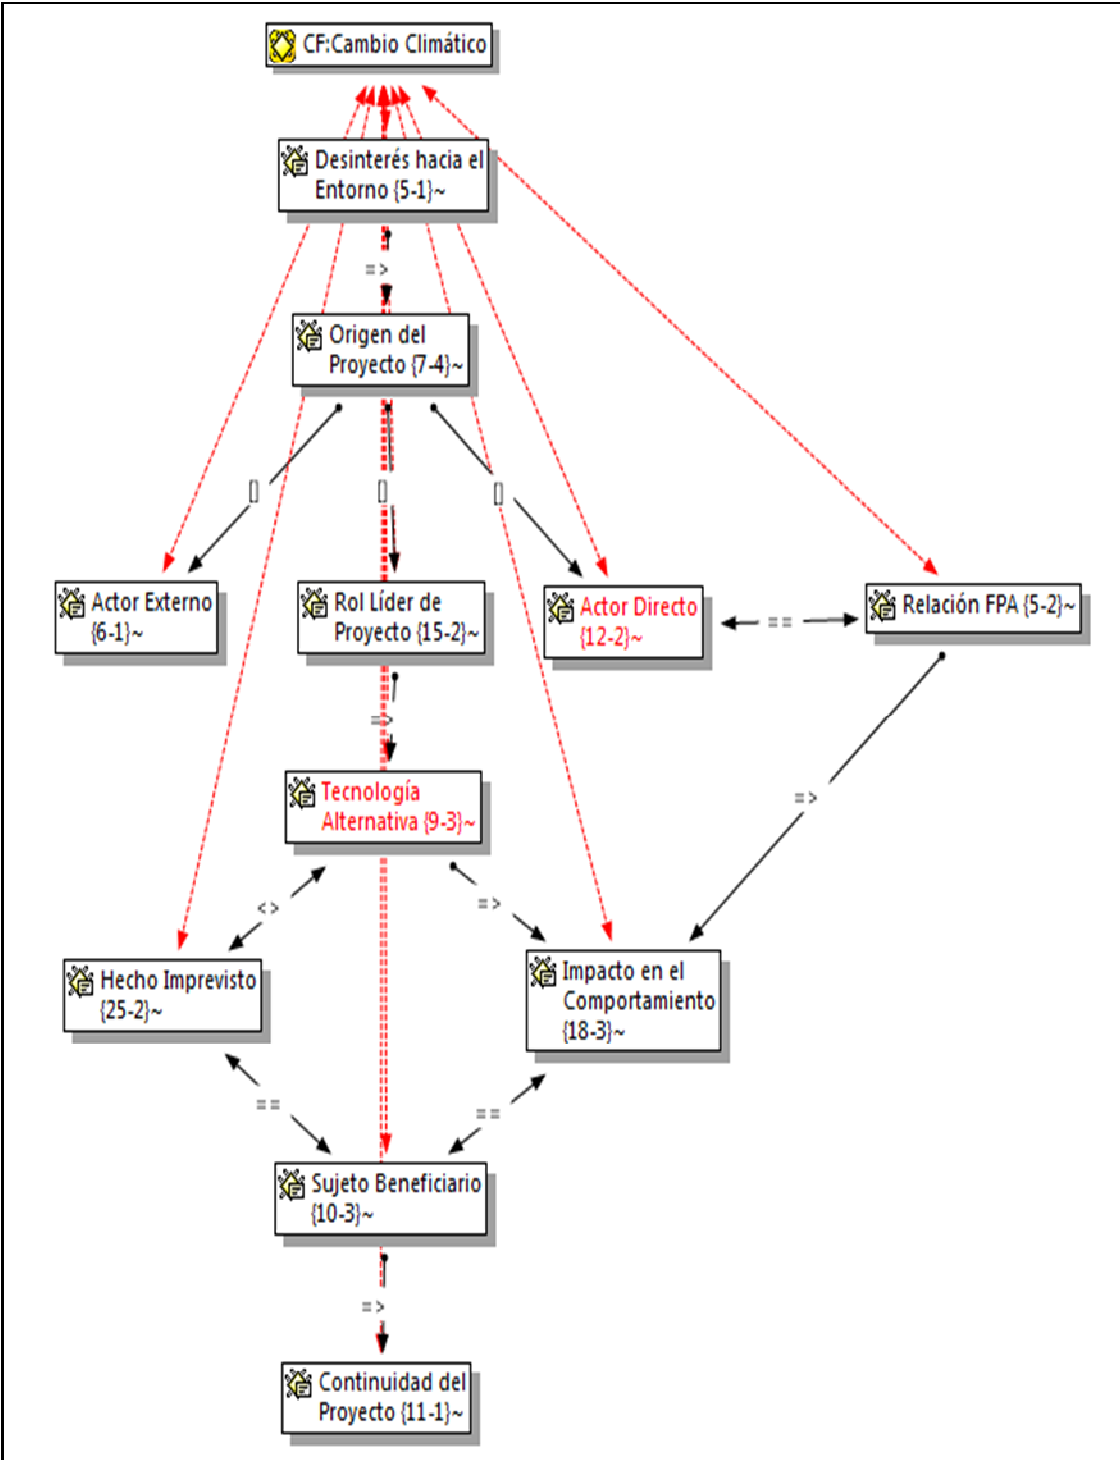 CF:Cambio Climático
Desinterés hacia el
Entorno {5-1}~
=>
Origen del
Proyecto {7-4}~
[]
[]
[]
Actor Externo
{6-1}~
Rol Líder de
Proyecto {15-2}~
Actor Directo
{12-2}~
==
Relación FPA {5-2}~
=>
Tecnología
Alternativa {9-3}~
=>
<>
=>
Hecho Imprevisto
{25-2}~
Impacto en el
Comportamiento
{18-3}~
==
==
Sujeto Beneficiario
{10-3}~
=>
Continuidad del
Proyecto {11-1}~